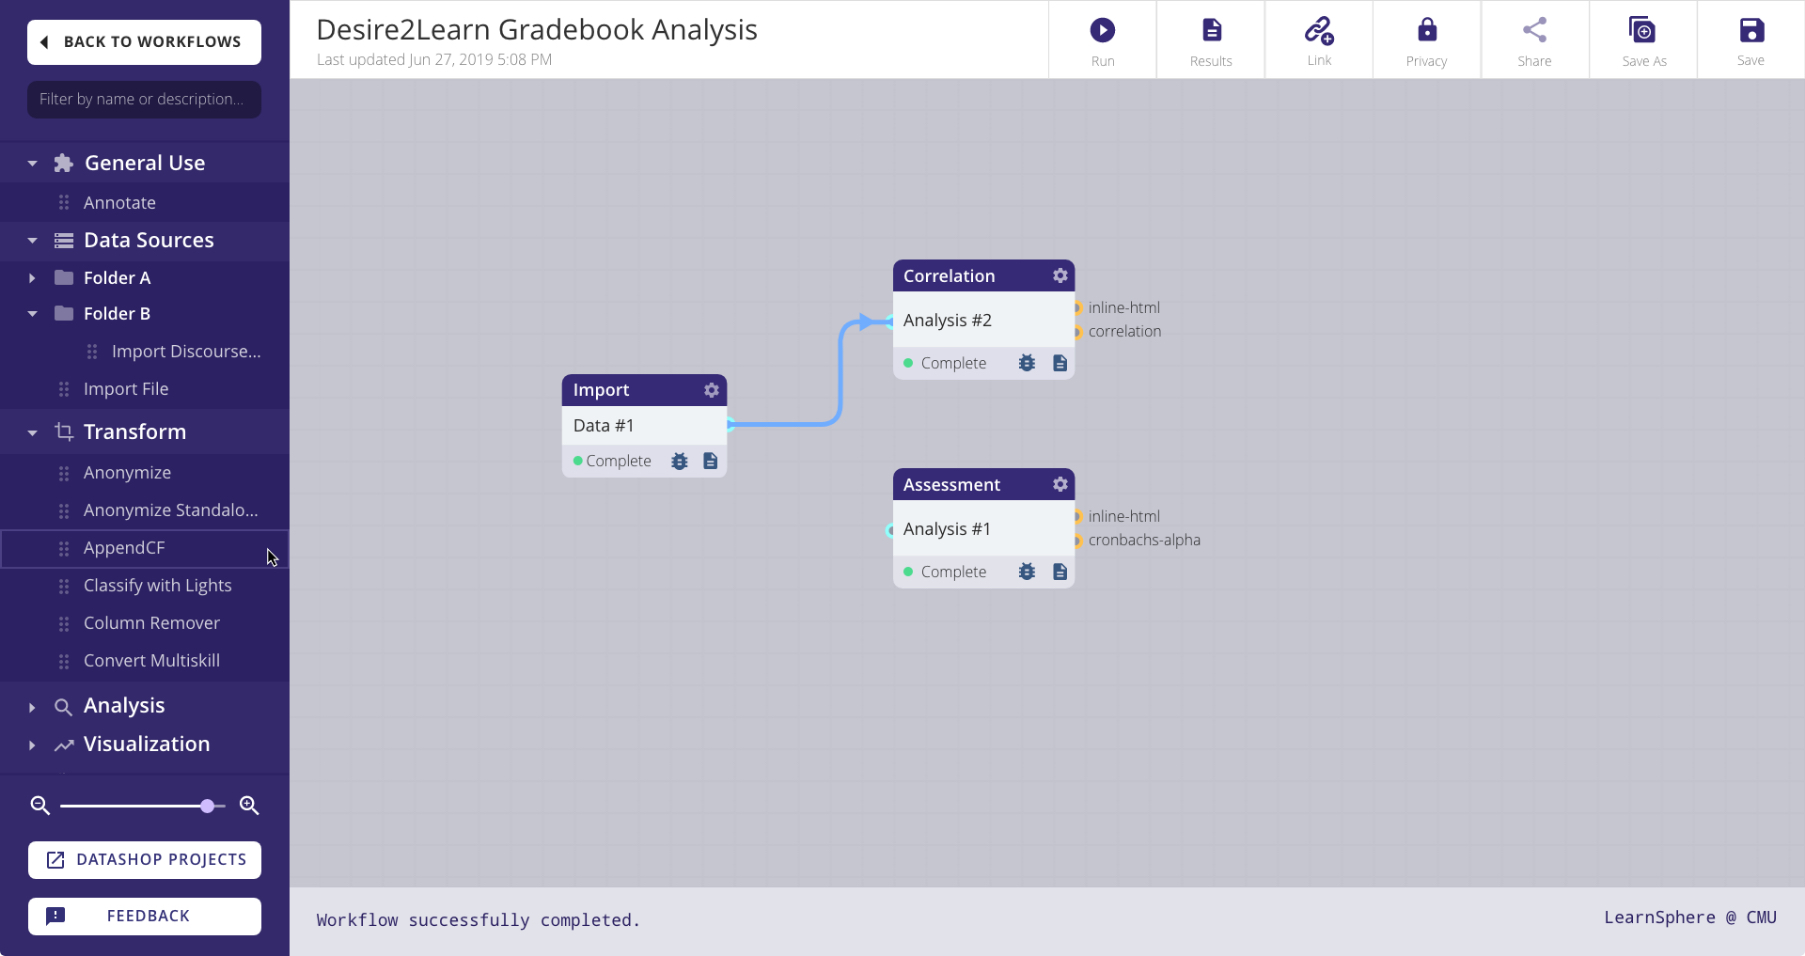 BACK TO WORKFLOWS
Filter by name or description...
General Use
Annotate
Data Sources
Folder A
Folder B
Import Discourse...
Import File
Transform
Anonymize
Anonymize Standalo...
AppendCF
Classify with Lights
Column Remover
Convert Multiskill
Analysis
Visualization
DATASHOP PROJECTS
FEEDBACK
Desire2Learn Gradebook Analysis
Last updated Jun 27, 2019 5:08 PM
Run
Results
Link
Privacy
Share
Save As
Save
Correlation
Analysis #2
Complete
inline-html
correlation
Import
Data #1
Complete
Assessment
Analysis #1
Complete
inline-html
cronbachs-alpha
Workflow successfully completed.
LearnSphere @ CMU